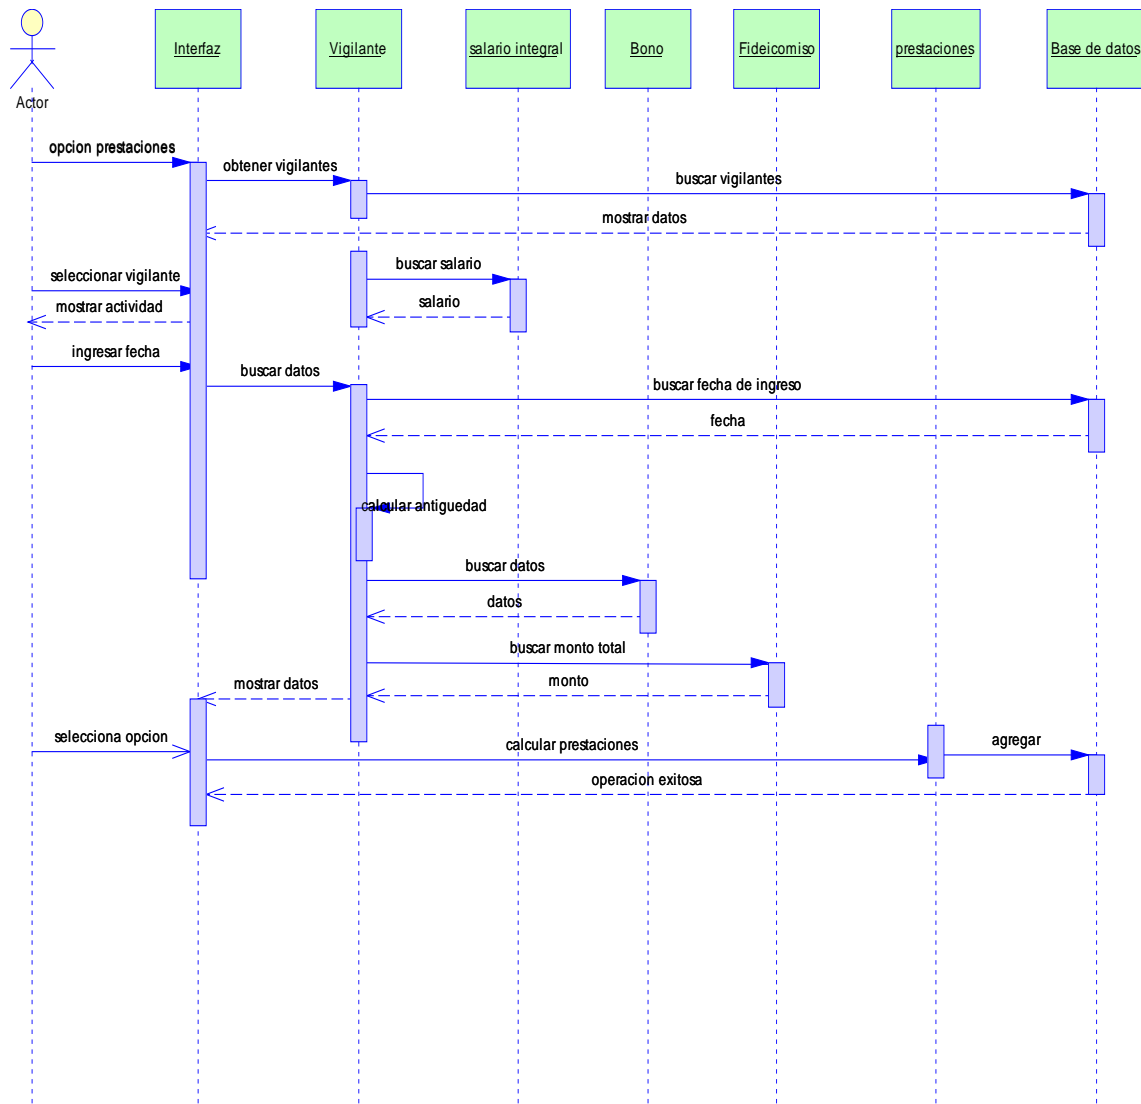 Interfaz
Vigilante
salario integral
Bono
Fideicomiso
prestaciones
Base de datos
Actor
opcion prestaciones
obtener vigilantes
buscar vigilantes
mostrar datos
buscar salario
seleccionar vigilante
salario
mostrar actividad
ingresar fecha
buscar datos
buscar fecha de ingreso
fecha
calcular antiguedad
buscar datos
datos
buscar monto total
monto
mostrar datos
selecciona opcion
calcular prestaciones
agregar
operacion exitosa